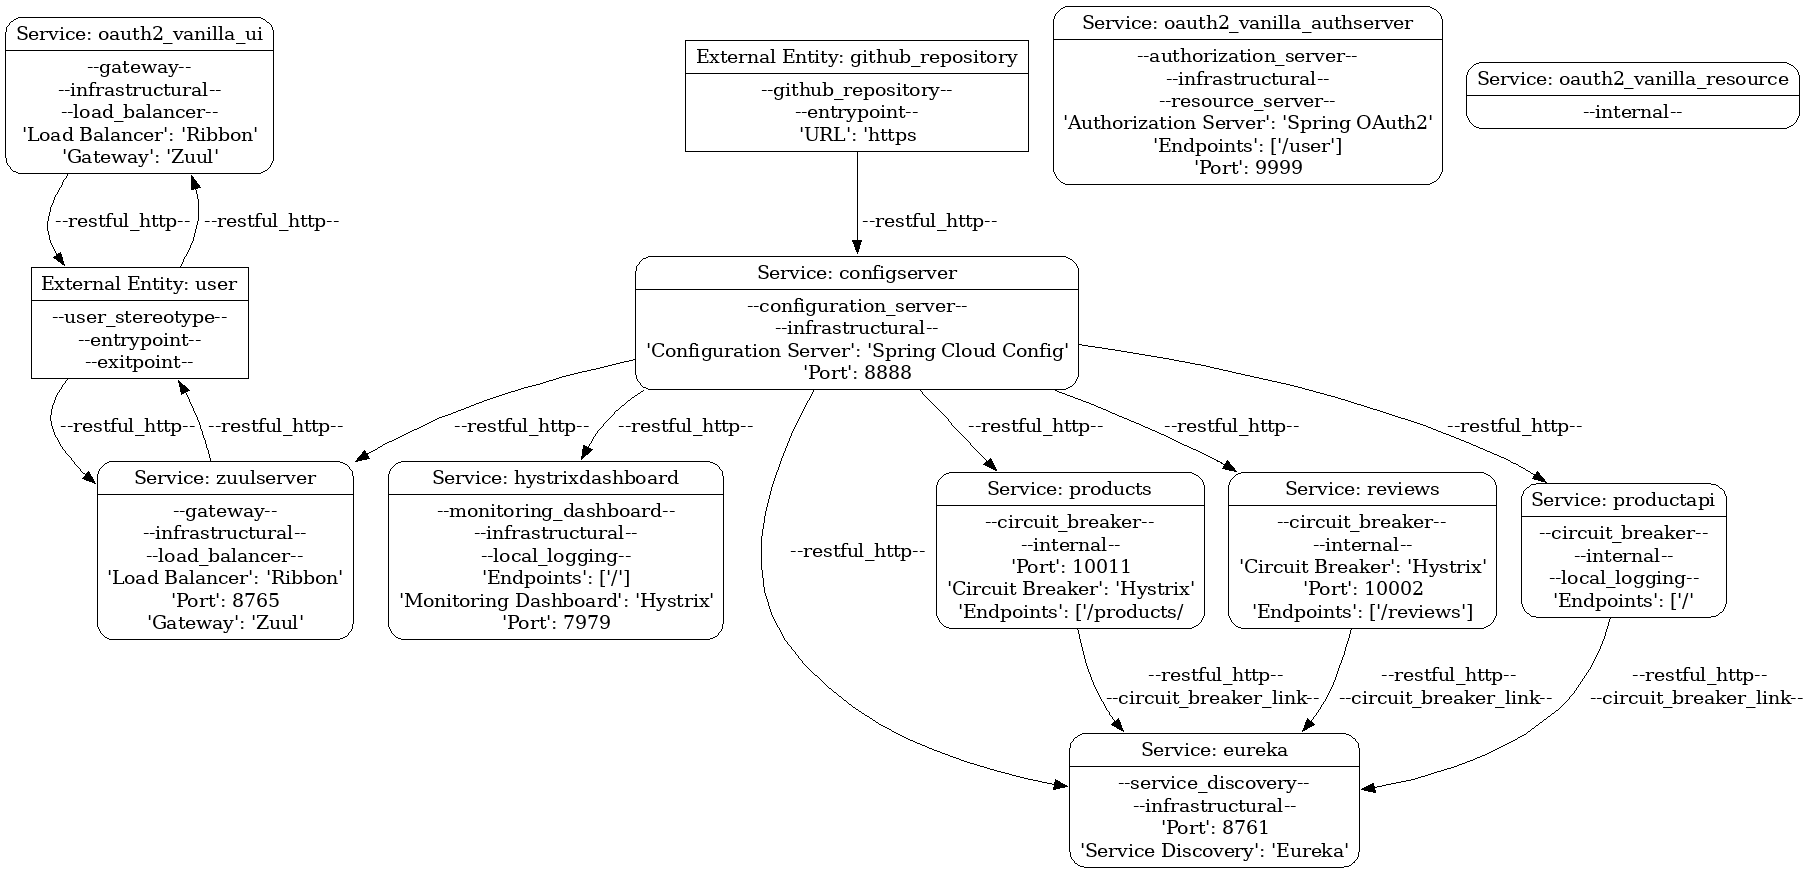 Service: oauth2_vanilla_ui
--gateway--
--infrastructural--
--load_balancer--
'Load Balancer': 'Ribbon'
'Gateway': 'Zuul'
External Entity: github_repository
--github_repository--
--entrypoint--
'URL': 'https
Service: oauth2_vanilla_authserver
--authorization_server--
--infrastructural--
--resource_server--
'Authorization Server': 'Spring OAuth2'
'Endpoints': ['/user']
'Port': 9999
Service: oauth2_vanilla_resource
--internal--
--restful_http--
--restful_http--
--restful_http--
External Entity: user
--user_stereotype--
--entrypoint--
--exitpoint--
Service: configserver
--configuration_server--
--infrastructural--
'Configuration Server': 'Spring Cloud Config'
'Port': 8888
--restful_http--
--restful_http--
--restful_http--
--restful_http--
--restful_http--
--restful_http--
--restful_http--
Service: zuulserver
--gateway--
--infrastructural--
--load_balancer--
'Load Balancer': 'Ribbon'
'Port': 8765
'Gateway': 'Zuul'
Service: hystrixdashboard
--monitoring_dashboard--
--infrastructural--
--local_logging--
'Endpoints': ['/']
'Monitoring Dashboard': 'Hystrix'
'Port': 7979
--restful_http--
Service: products
--circuit_breaker--
--internal--
'Port': 10011
'Circuit Breaker': 'Hystrix'
'Endpoints': ['/products/
Service: reviews
--circuit_breaker--
--internal--
'Circuit Breaker': 'Hystrix'
'Port': 10002
'Endpoints': ['/reviews']
Service: productapi
--circuit_breaker--
--internal--
--local_logging--
'Endpoints': ['/'
--restful_http--
--circuit_breaker_link--
--restful_http--
--circuit_breaker_link--
--restful_http--
--circuit_breaker_link--
Service: eureka
--service_discovery--
--infrastructural--
'Port': 8761
'Service Discovery': 'Eureka'